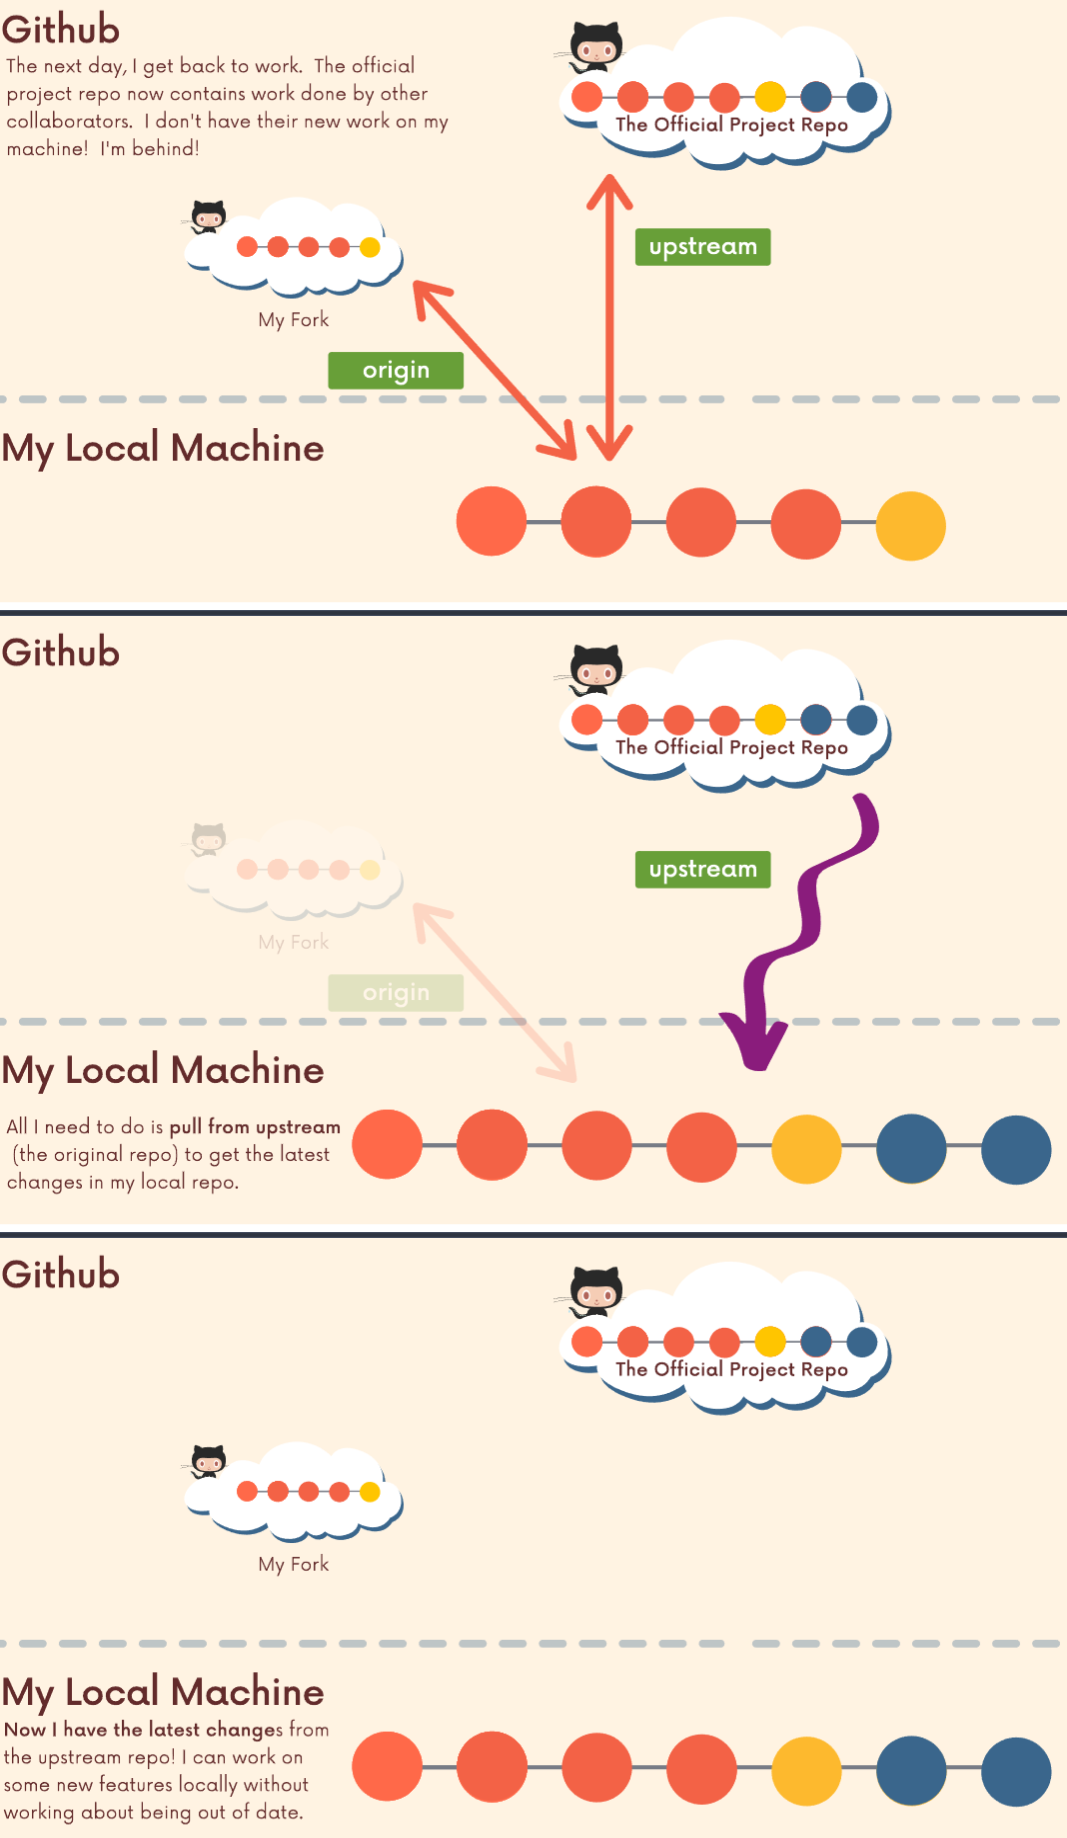 Github
The next day, I get back to work.  The official
project repo now contains work done by other
collaborators.  I don't have their new work on my
machine!  I'm behind!
The Official Project Repo
upstream
My Fork
origin
My Local Machine
Github
The Official Project Repo
upstream
My Fork
origin
My Local Machine
All I need to do is pull from upstream
(the original repo) to get the latest
changes in my local repo.
Github
The Official Project Repo
My Fork
My Local Machine
Now I have the latest changes from
the upstream repo! I can work on
some new features locally without
working about being out of date.